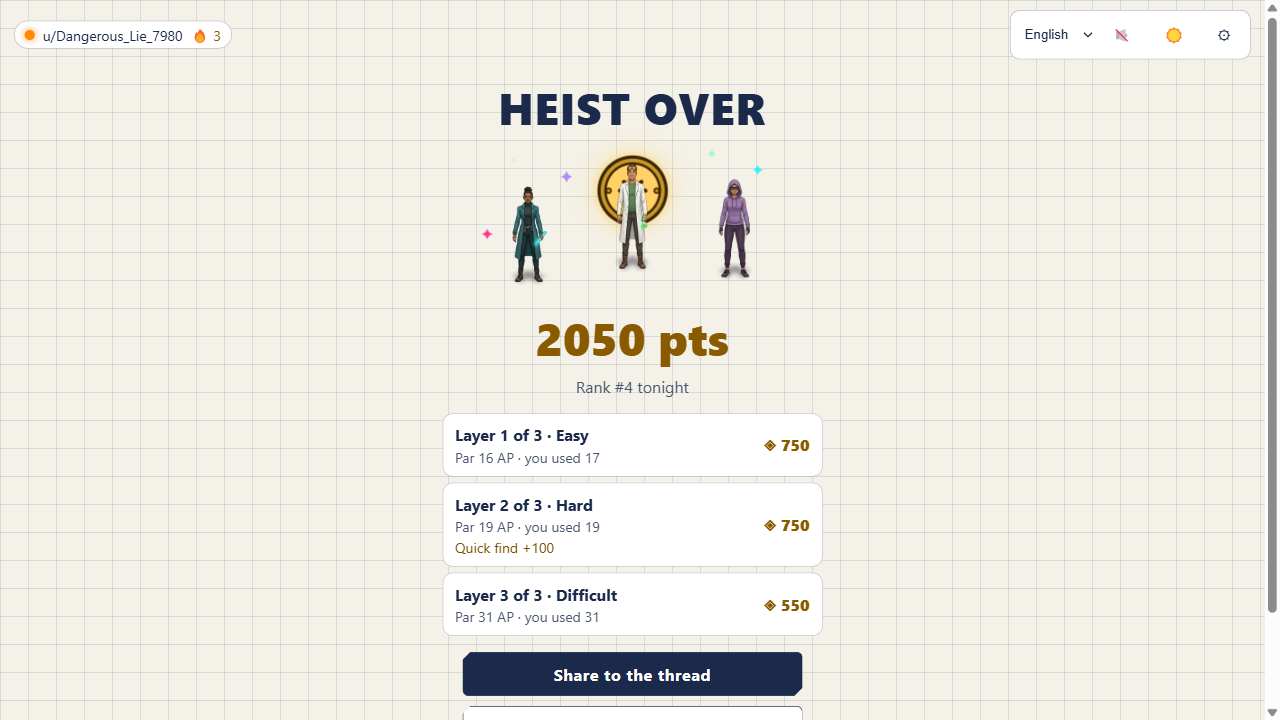 u/Dangerous_Lie_7980 🔥 3
English
HEIST OVER
2050 pts
Rank #4 tonight
Layer 1 of 3 · Easy
Par 16 AP · you used 17
◈ 750
Layer 2 of 3 · Hard
Par 19 AP · you used 19
Quick find +100
◈ 750
Layer 3 of 3 · Difficult
Par 31 AP · you used 31
◈ 550
Share to the thread